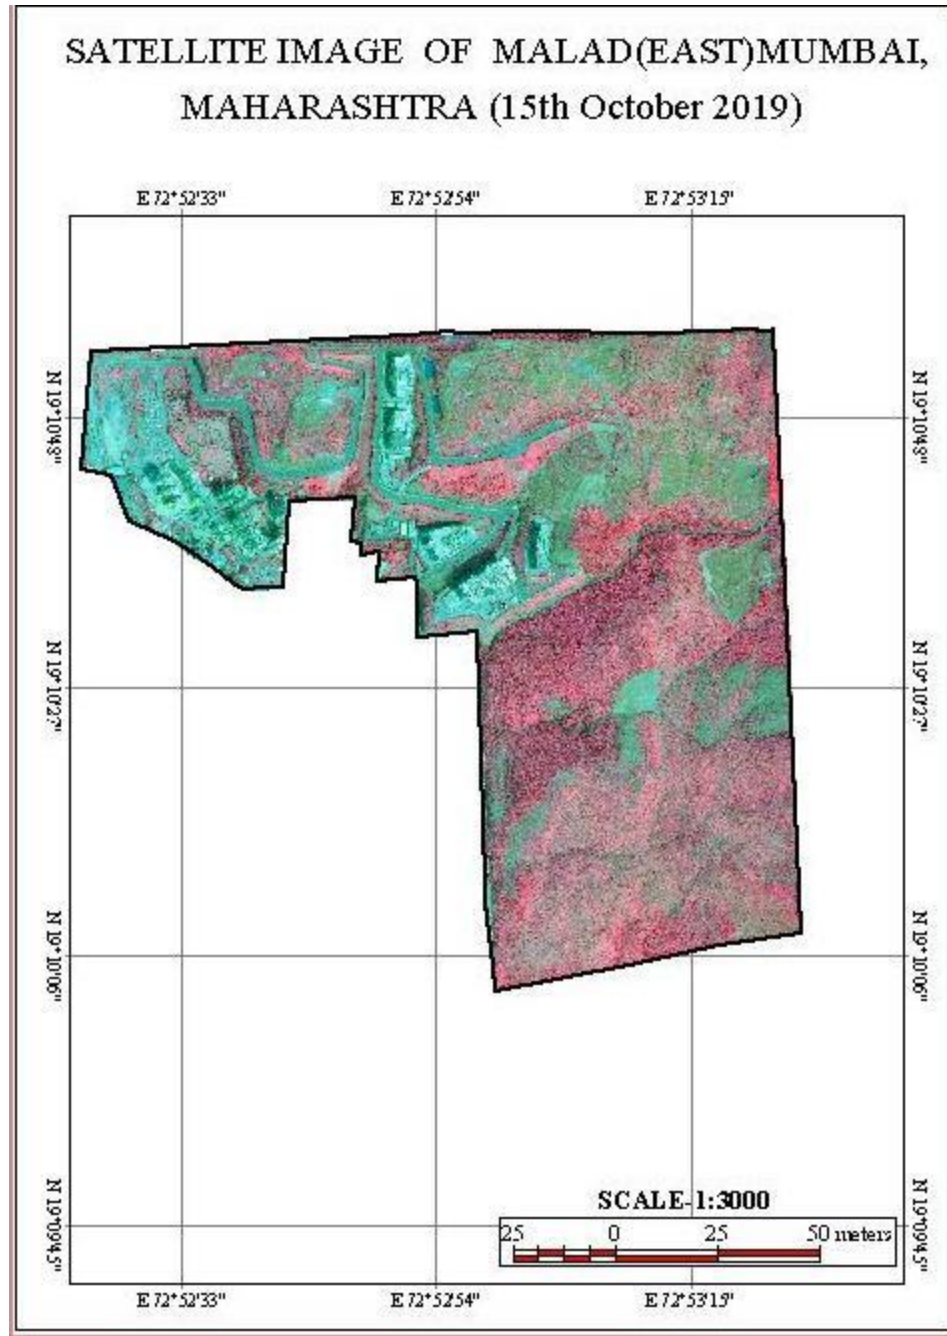 SATELLITE IMAGE OF MALAD(EAST)MUMBAI,
MAHARASHTRA (15th October 2019)
E 72°52'33" E 72°52'54" E 72°53'15"
N 19°10'48" N 19°10'48"
N 19°10'27" N 19°10'27"
N 19°10'06" N 19°10'06"
N 19°09'45" N 19°09'45"
SCALE-1:3000
25 0 25 50 meters
E 72°52'33" E 72°52'54" E 72°53'15"